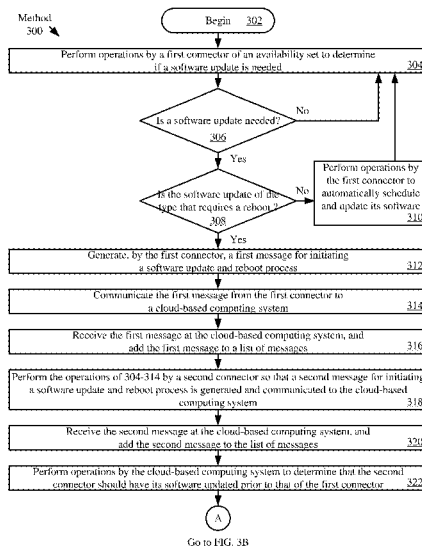 Method
300
Begin 302
Perform operations by a first connector of an availability set to determine
if a software update is needed
304
Is a software update needed?
306
No
Yes
Is the software update of the
type that requires a reboot?
308
No
Perform operations by
the first connector to
automatically schedule
and update its software
310
Yes
Generate, by the first connector, a first message for initiating
a software update and reboot process
312
Communicate the first message from the first connector to
a cloud-based computing system
314
Receive the first message at the cloud-based computing system, and
add the first message to a list of messages
316
Perform the operations of 304-314 by a second connector so that a second message for initiating
a software update and reboot process is generated and communicated to the cloud-based
computing system
318
Receive the second message at the cloud-based computing system, and
add the second message to the list of messages
320
Perform operations by the cloud-based computing system to determine that the second
connector should have its software updated prior to that of the first connector
322
A
Go to FIG. 3B